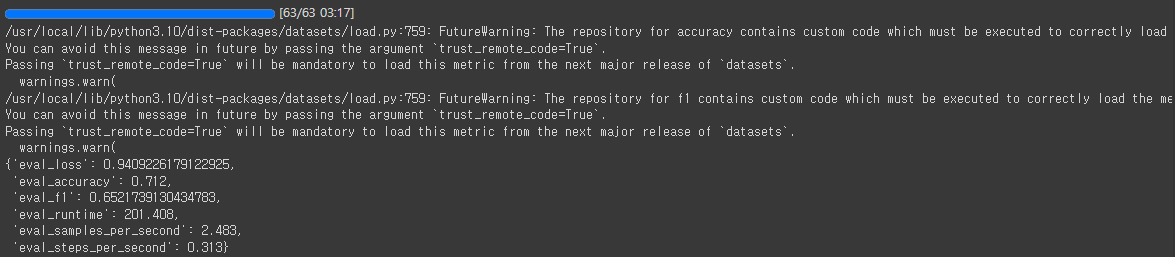 [63/63 03:17]
/usr/local/lib/python3.10/dist-packages/datasets/load.py:759: FutureWarning: The repository for accuracy contains custom code which must be executed to correctly load
You can avoid this message in future by passing the argument `trust_remote_code=True`.
Passing `trust_remote_code=True` will be mandatory to load this metric from the next major release of `datasets`.
  warnings.warn(
/usr/local/lib/python3.10/dist-packages/datasets/load.py:759: FutureWarning: The repository for f1 contains custom code which must be executed to correctly load the me
You can avoid this message in future by passing the argument `trust_remote_code=True`.
Passing `trust_remote_code=True` will be mandatory to load this metric from the next major release of `datasets`.
  warnings.warn(
{'eval_loss': 0.9409226179122925,
 'eval_accuracy': 0.712,
 'eval_f1': 0.6521739130434783,
 'eval_runtime': 201.408,
 'eval_samples_per_second': 2.483,
 'eval_steps_per_second': 0.313}